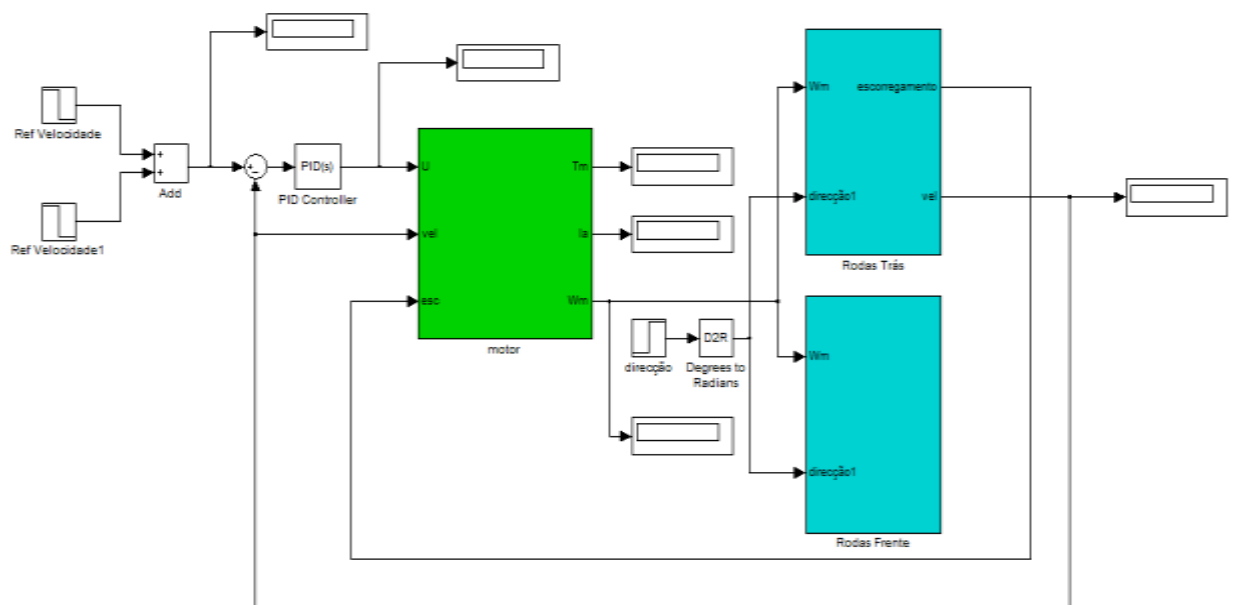 Ref Velocidade
+
+
Add
Ref Velocidade1
+
−
PID(s)
PID Controller
U
vel
esc
Tm
Ia
Wm
motor
direcção
D2R
Degrees to
Radians
Wm
escorregamento
direcção1
vel
Rodas Trás
Wm
direcção1
Rodas Frente